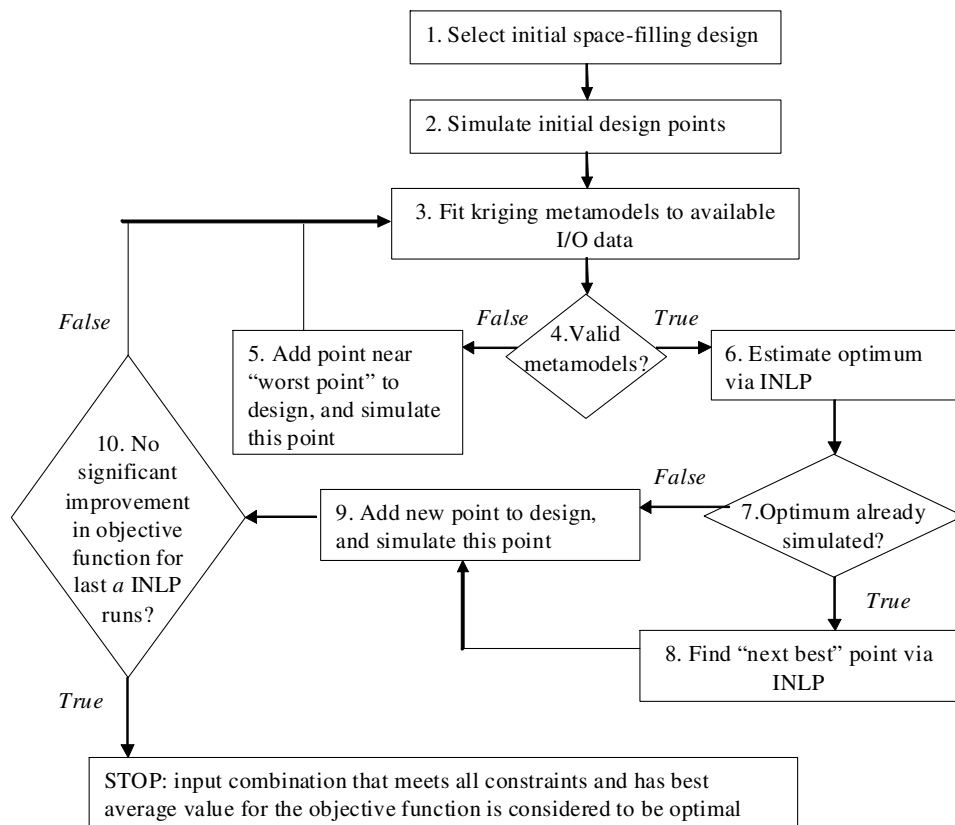 1. Select initial space-filling design
2. Simulate initial design points
3. Fit kriging metamodels to available
I/O data
False
False
4.Valid
metamodels?
True
5. Add point near
“worst point” to
design, and simulate
this point
6. Estimate optimum
via INLP
10. No
significant
improvement
in objective
function for
last a INLP
runs?
False
7.Optimum already
simulated?
9. Add new point to design,
and simulate this point
True
8. Find “next best” point via
INLP
True
STOP: input combination that meets all constraints and has best
average value for the objective function is considered to be optimal